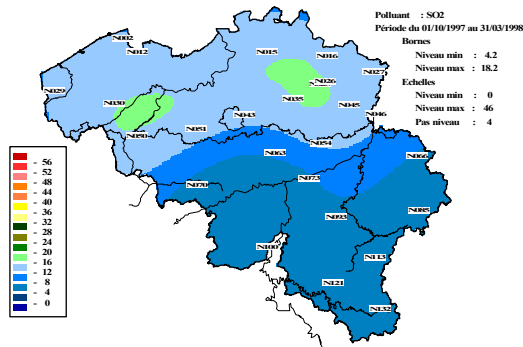 Polluant : SO2
Période du 01/10/1997 au 31/03/1998
Bornes
Niveau min : 4.2
Niveau max : 18.2
Echelles
Niveau min : 0
Niveau max : 46
Pas niveau : 4
N002
N012
N015
N016
N027
N029
N026
N030
N035
N045
N043
N046
N051
N050
N054
N063
N066
N073
N070
N085
N093
N100
N113
N121
N132
- 56
- 52
- 48
- 44
- 40
- 36
- 32
- 28
- 24
- 20
- 16
- 12
- 8
- 4
- 0